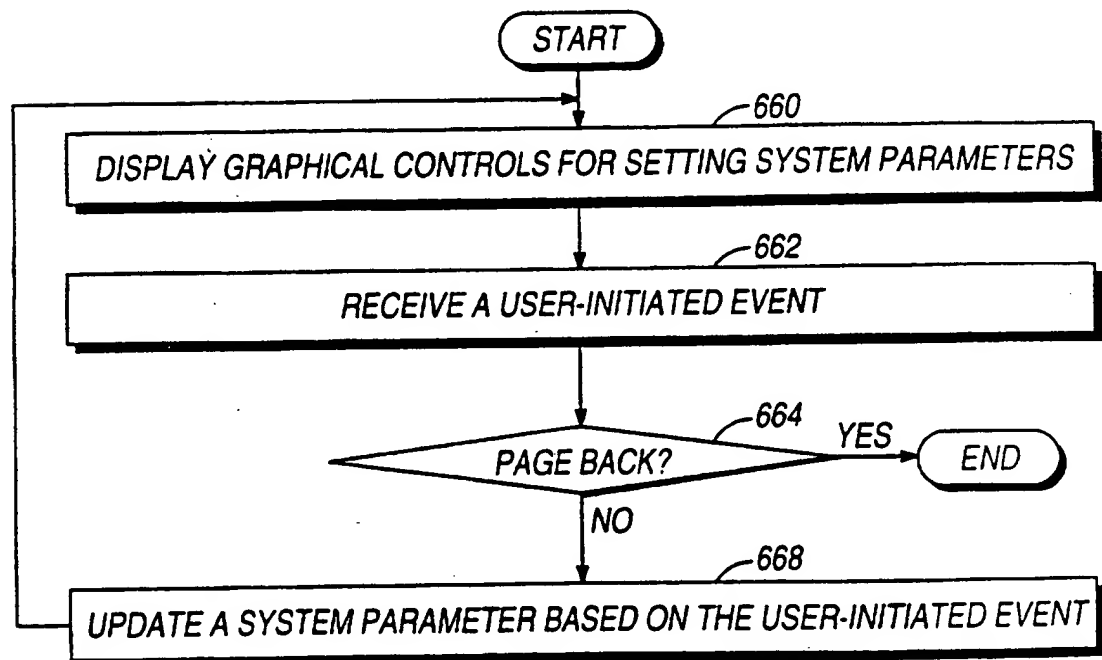 START
660
DISPLAY GRAPHICAL CONTROLS FOR SETTING SYSTEM PARAMETERS
662
RECEIVE A USER-INITIATED EVENT
664
PAGE BACK?
YES
END
NO
668
UPDATE A SYSTEM PARAMETER BASED ON THE USER-INITIATED EVENT